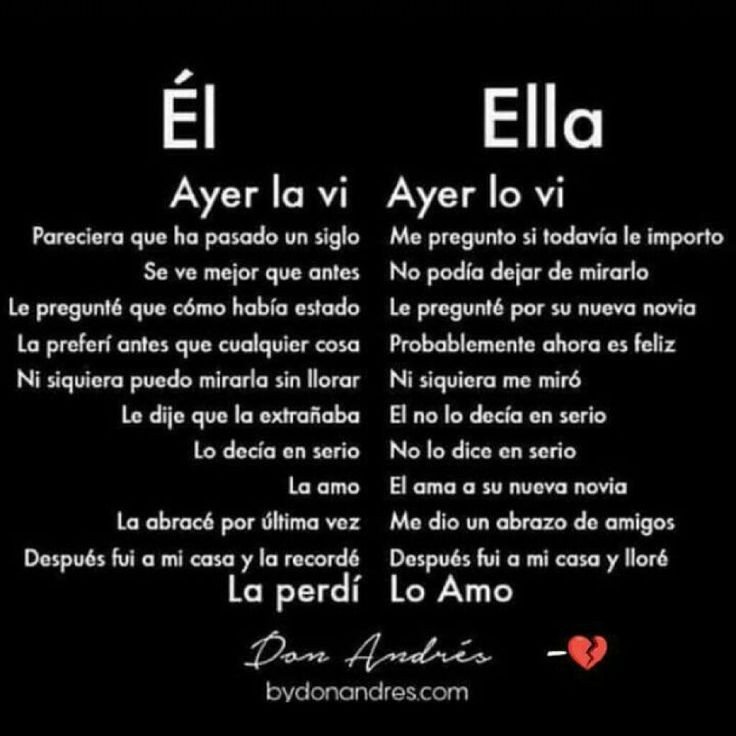 Él
Ella
Ayer la vi
Ayer lo vi
Pareciera que ha pasado un siglo
Me pregunto si todavía le importo
Se ve mejor que antes
No podía dejar de mirarlo
Le pregunté que cómo había estado
Le pregunté por su nueva novia
La preferí antes que cualquier cosa
Probablemente ahora es feliz
Ni siquiera puedo mirarla sin llorar
Ni siquiera me miró
Le dije que la extrañaba
El no lo decía en serio
Lo decía en serio
No lo dice en serio
La amo
El ama a su nueva novia
La abracé por última vez
Me dio un abrazo de amigos
Después fui a mi casa y la recordé
Después fui a mi casa y lloré
La perdí
Lo Amo
Don Andrés
-💔
bydonandres.com